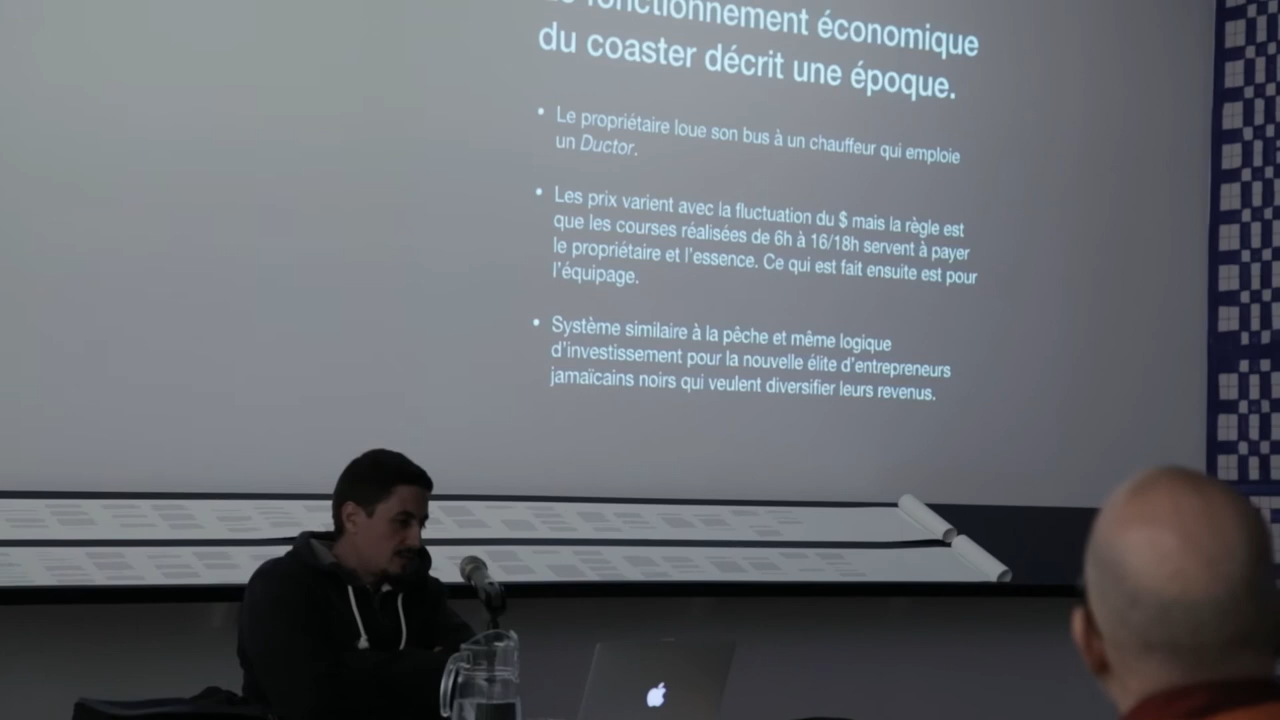 fonctionnement économique
du coaster décrit une époque.
• Le propriétaire loue son bus à un chauffeur qui emploie
un Ductor.
• Les prix varient avec la fluctuation du $ mais la règle est
que les courses réalisées de 6h à 16/18h servent à payer
le propriétaire et l'essence. Ce qui est fait ensuite est pour
l'équipage.
• Système similaire à la pêche et même logique
d'investissement pour la nouvelle élite d'entrepreneurs
jamaïcains noirs qui veulent diversifier leurs revenus.